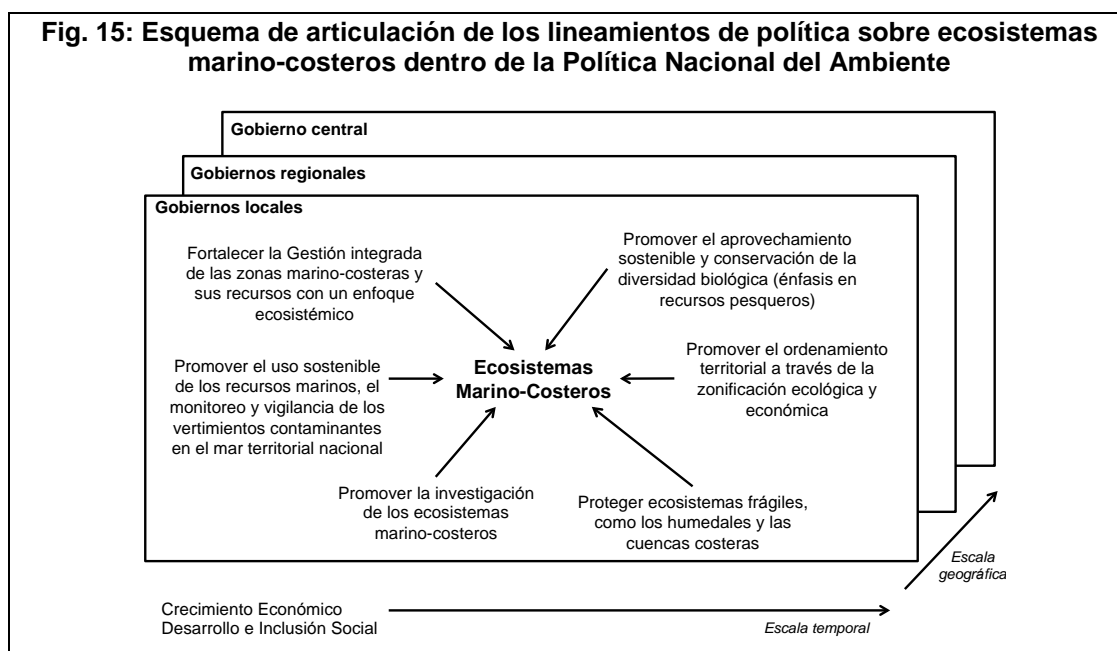 Fig. 15: Esquema de articulación de los lineamientos de política sobre ecosistemas
marino-costeros dentro de la Política Nacional del Ambiente
Gobierno central
Gobiernos regionales
Gobiernos locales
Fortalecer la Gestión integrada
de las zonas marino-costeras y
sus recursos con un enfoque
ecosistémico
Promover el aprovechamiento
sostenible y conservación de la
diversidad biológica (énfasis en
recursos pesqueros)
Promover el uso sostenible
de los recursos marinos, el
monitoreo y vigilancia de los
vertimientos contaminantes
en el mar territorial nacional
Ecosistemas
Marino-Costeros
Promover el ordenamiento
territorial a través de la
zonificación ecológica y
económica
Promover la investigación
de los ecosistemas
marino-costeros
Proteger ecosistemas frágiles,
como los humedales y las
cuencas costeras
Escala
geográfica
Crecimiento Económico
Desarrollo e Inclusión Social
Escala temporal